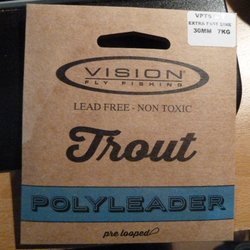 VPT5
EXTRA FAST SINK
30MM 7KG
VISION
FLY FISHING
LEAD FREE - NON TOXIC
Trout
POLYLEADER
pre looped